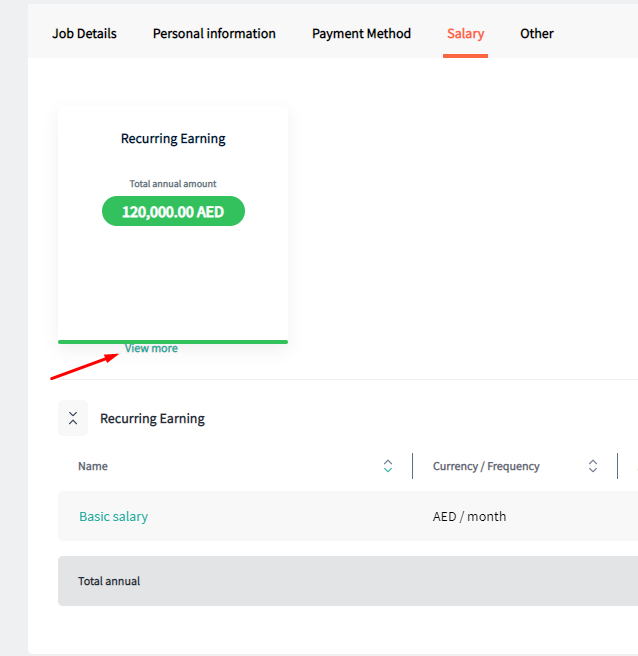 Job Details Personal information Payment Method Salary Other
Recurring Earning
Total annual amount
120,000.00 AED
View more
Recurring Earning
Name Currency / Frequency
Basic salary AED / month
Total annual